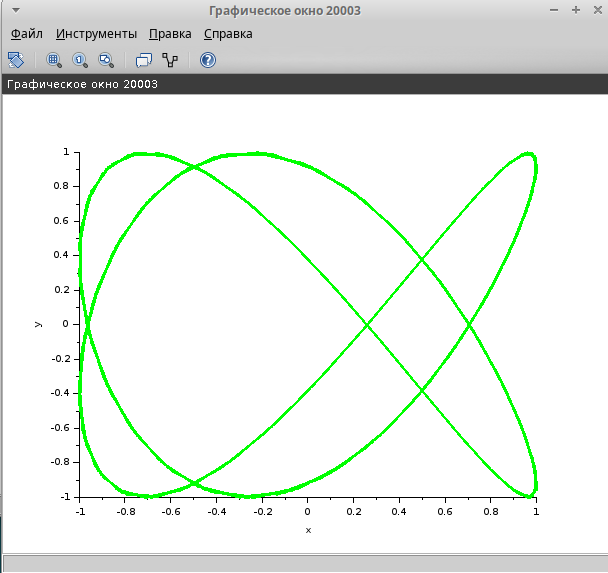 Графическое окно 20003
Файл Инструменты Правка Справка
Графическое окно 20003
1
0.8
0.6
0.4
0.2
0
-0.2
-0.4
-0.6
-0.8
-1
y
-1 -0.8 -0.6 -0.4 -0.2 0 0.2 0.4 0.6 0.8 1
x